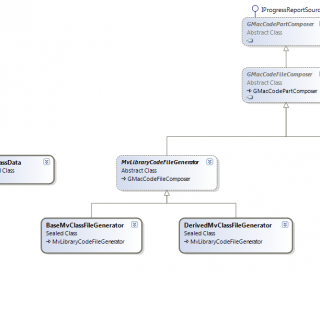 IProgressReportSourc
GMacCodePartComposer
Abstract Class
GMacCodeFileComposer
Abstract Class
GMacCodePartComposer
MvLibraryCodeFileGenerator
Abstract Class
GMacCodeFileComposer
assData
d Class
BaseMvClassFileGenerator
Sealed Class
MvLibraryCodeFileGenerator
DerivedMvClassFileGenerator
Sealed Class
MvLibraryCodeFileGenerator